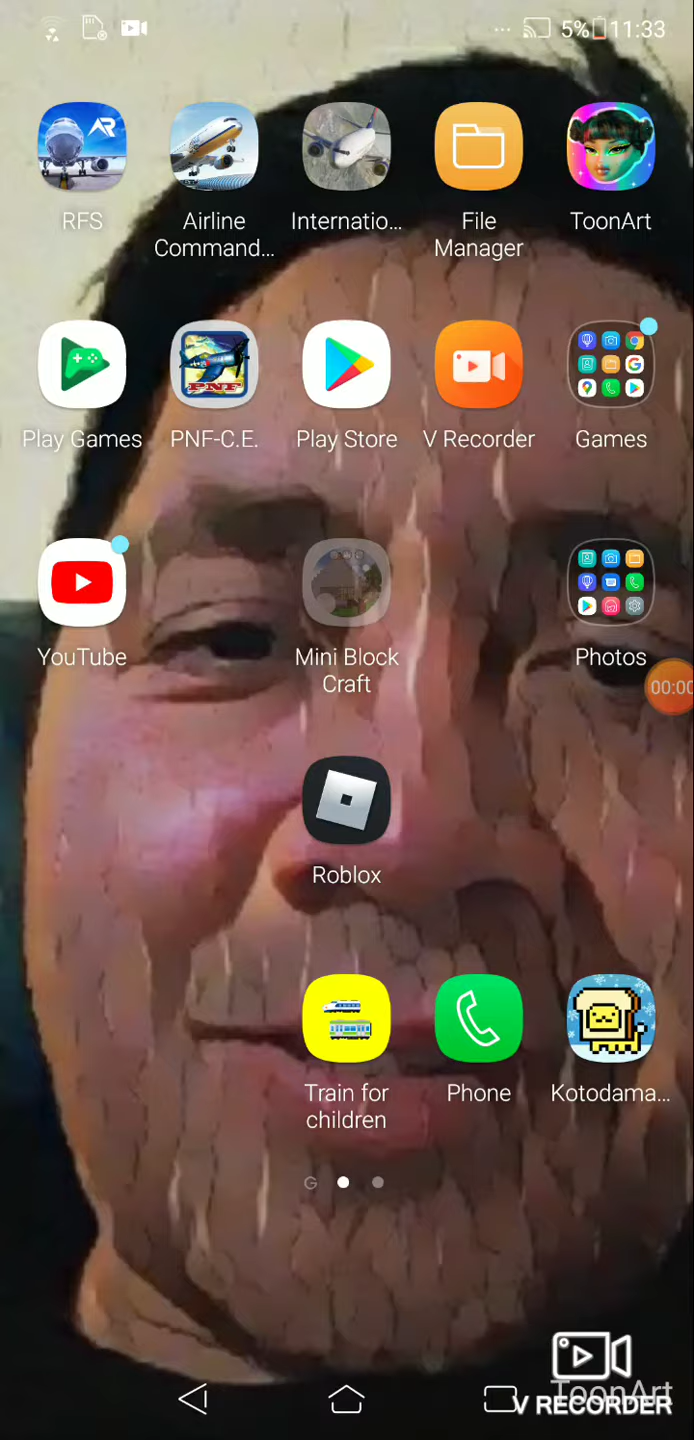 5% 11:33
RFS
Airline
Command...
Internatio...
File
Manager
ToonArt
Play Games
PNF
PNF-C.E.
Play Store
V Recorder
Games
YouTube
Mini Block
Craft
Photos
00:00
Roblox
Train for
children
Phone
Kotodama...
G
ToonArt
V RECORDER